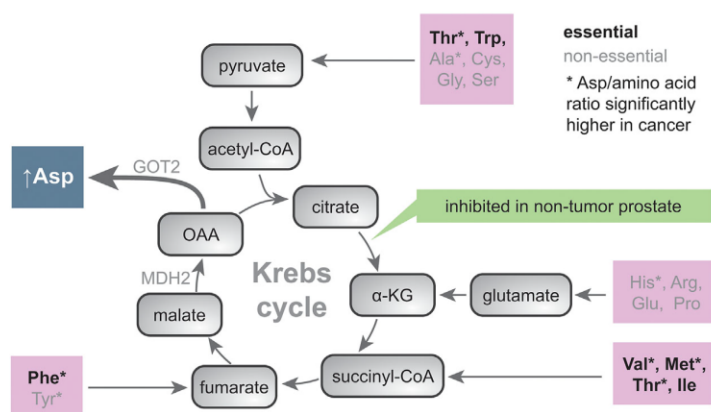 Thr*, Trp,
Ala*, Cys,
Gly, Ser
essential
non-essential
* Asp/amino acid
ratio significantly
higher in cancer
pyruvate
acetyl-CoA
↑Asp
GOT2
citrate
inhibited in non-tumor prostate
OAA
Krebs
cycle
MDH2
α-KG
glutamate
His*, Arg,
Glu, Pro
malate
Phe*
Tyr*
fumarate
succinyl-CoA
Val*, Met*,
Thr*, Ile